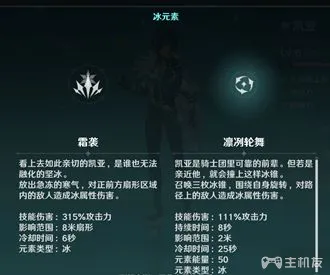 冰元素
霜袭
看上去如此亲切的凯亚，是谁也无法
融化的坚冰。
放出急冻的寒气，对正前方扇形区域内
的敌人造成冰属性伤害
技能伤害：315%攻击力
影响范围：8米扇形
冷却时间：6秒
元素类型：冰
凛冽轮舞
凯亚是骑士团里可靠的前辈。但若是
亲近他，就会撞上这样冰锥。
召唤三枚冰锥，围绕自身旋转，对路
径上的敌人造成冰属性伤害。
技能伤害：111%攻击力
持续时间：8秒
影响范围：2米
冷却时间：25秒
元素能量：50
元素类型：冰
主机友